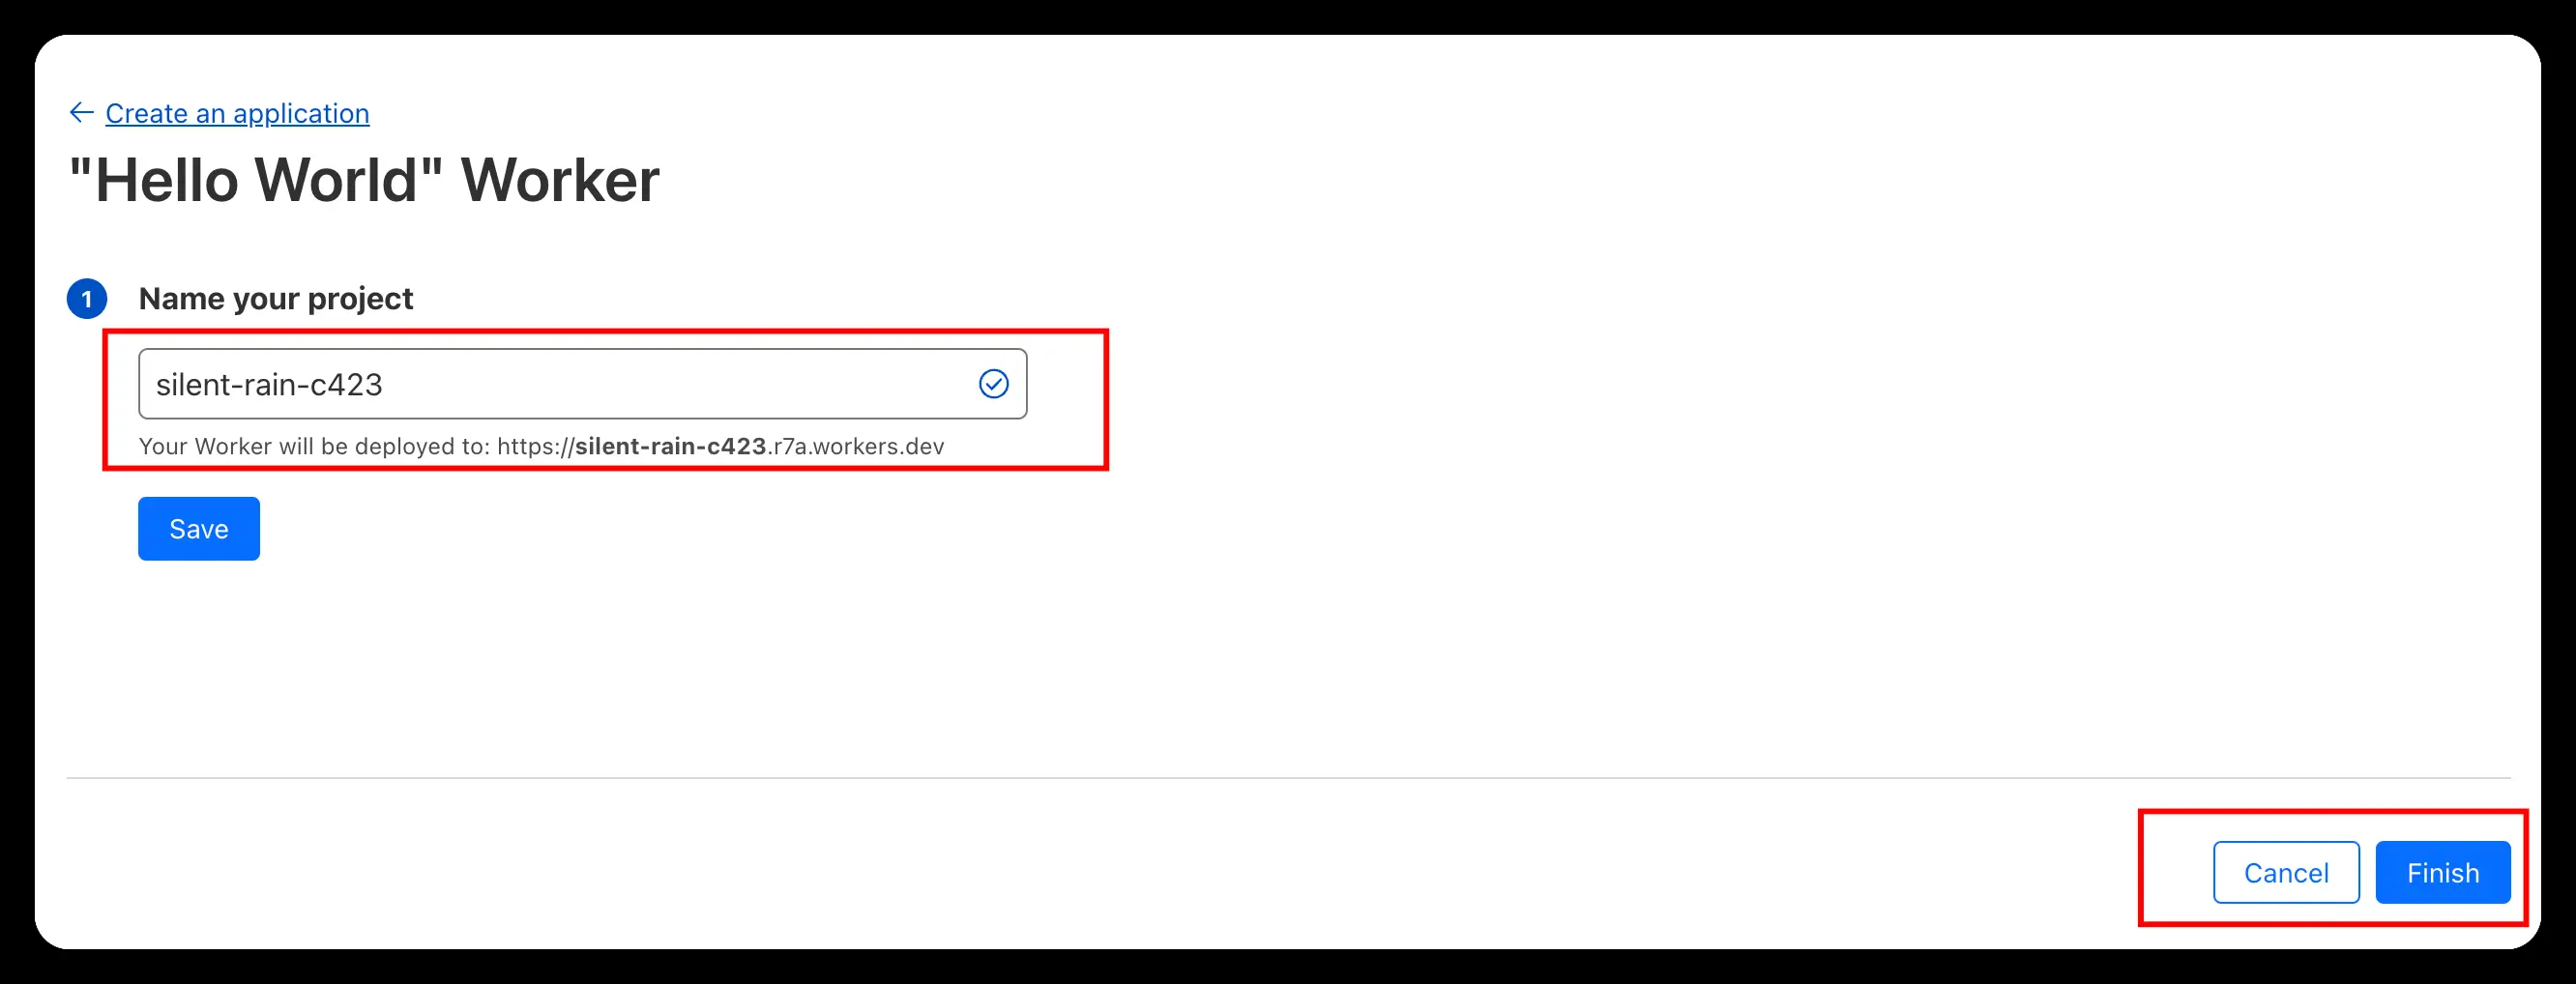 ← Create an application
"Hello World" Worker
1 Name your project
silent-rain-c423
Your Worker will be deployed to: https://silent-rain-c423.r7a.workers.dev
Save
Cancel Finish